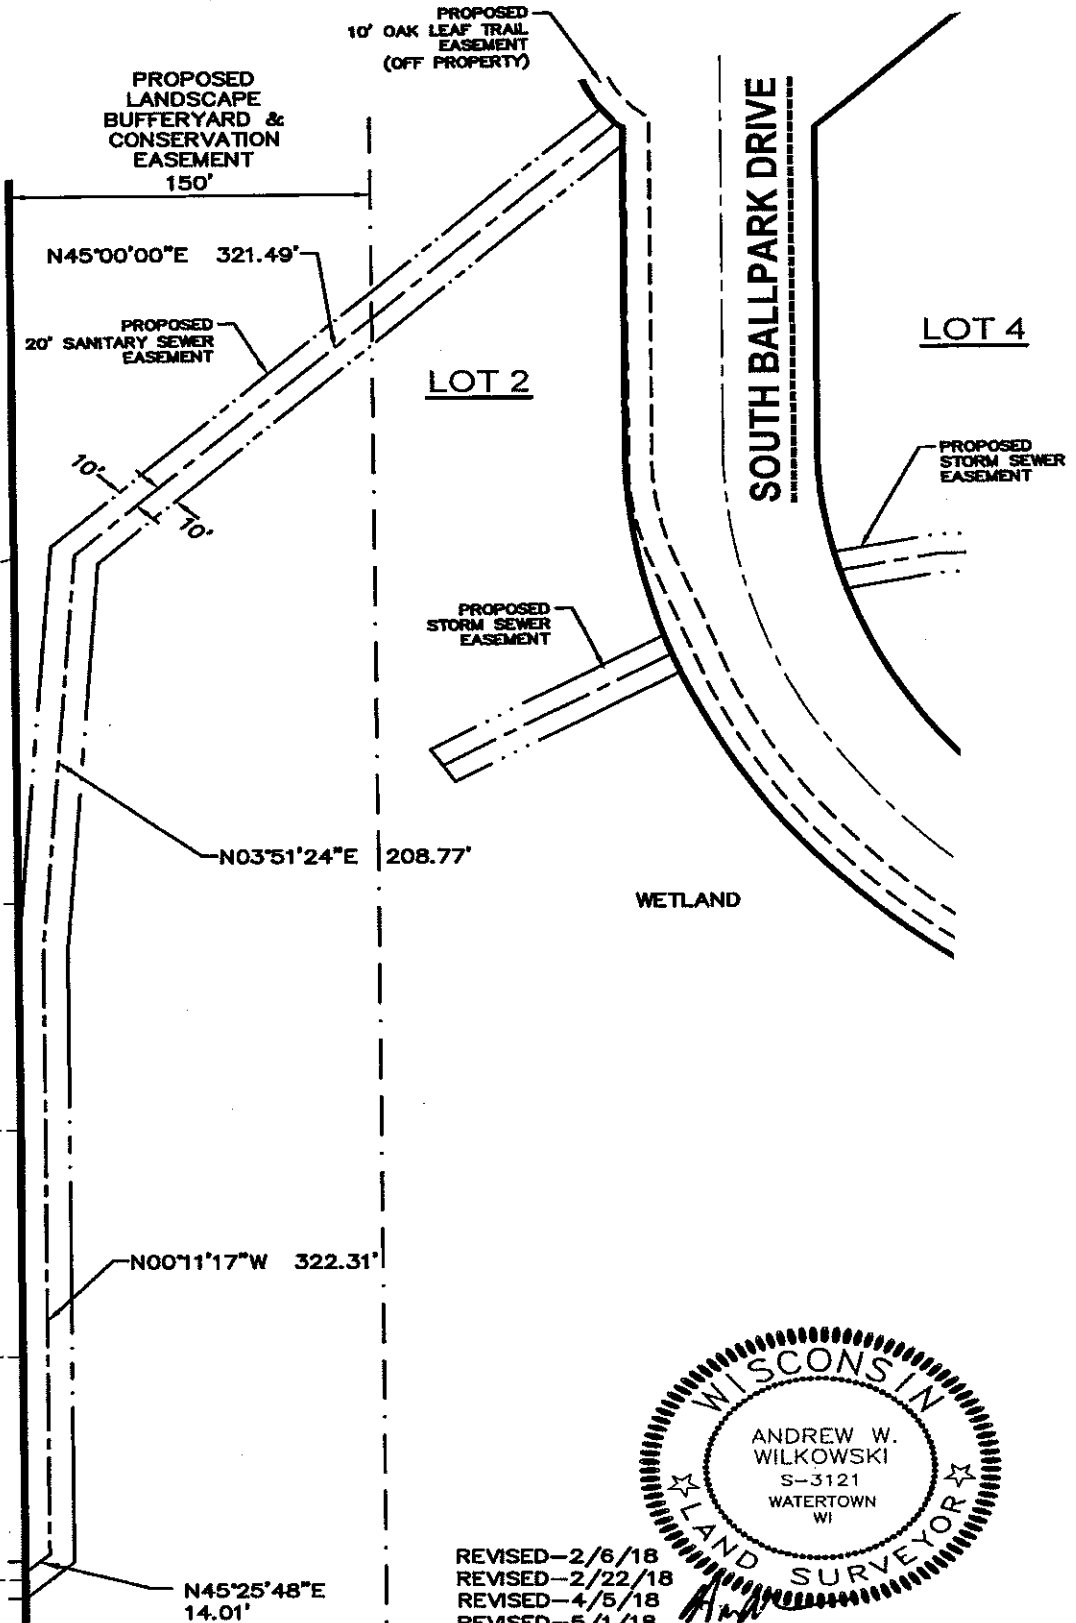 PROPOSED
10' OAK LEAF TRAIL
EASEMENT
(OFF PROPERTY)
PROPOSED
LANDSCAPE
BUFFERYARD &
CONSERVATION
EASEMENT
150'
SOUTH BALLPARK DRIVE
N45°00'00"E 321.49'
PROPOSED
20' SANITARY SEWER
EASEMENT
LOT 2
LOT 4
10'
10'
PROPOSED
STORM SEWER
EASEMENT
PROPOSED
STORM SEWER
EASEMENT
N03°51'24"E 208.77'
WETLAND
N00°11'17"W 322.31'
WISCONSIN
ANDREW W.
WILKOWSKI
S-3121
WATERTOWN
WI
LAND SURVEYOR
N45°25'48"E
14.01'
REVISED-2/6/18
REVISED-2/22/18
REVISED-4/5/18
REVISED-5/1/18